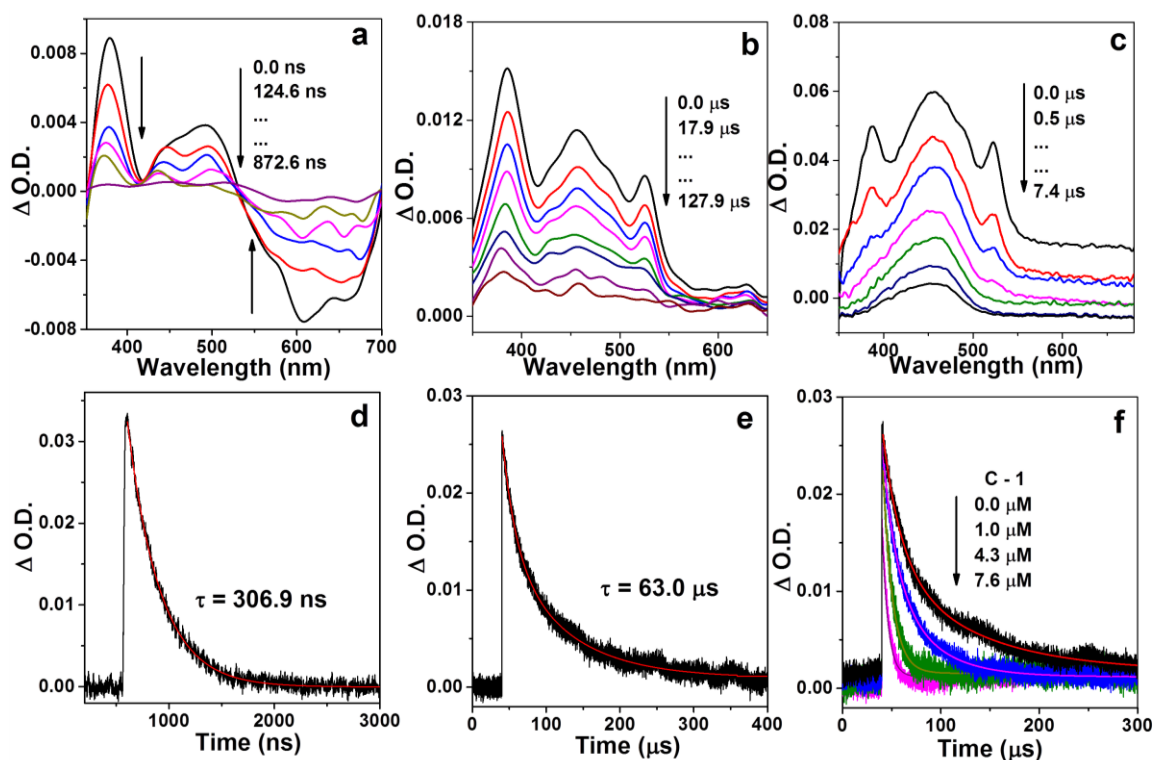 a
0.008
0.004
0.000
-0.004
-0.008
Δ O.D.
0.0 ns
124.6 ns
...
...
872.6 ns
400 500 600 700
Wavelength (nm)
b
0.018
0.012
0.006
0.000
Δ O.D.
0.0 μs
17.9 μs
...
...
127.9 μs
400 500 600
Wavelength (nm)
c
0.08
0.06
0.04
0.02
0.00
Δ O.D.
0.0 μs
0.5 μs
...
...
7.4 μs
400 500 600
Wavelength (nm)
d
0.03
0.02
0.01
0.00
Δ O.D.
τ = 306.9 ns
1000 2000 3000
Time (ns)
e
0.03
0.02
0.01
0.00
Δ O.D.
τ = 63.0 μs
0 100 200 300 400
Time (μs)
f
0.03
0.02
0.01
0.00
Δ O.D.
C - 1
0.0 μM
1.0 μM
4.3 μM
7.6 μM
0 100 200 300
Time (μs)